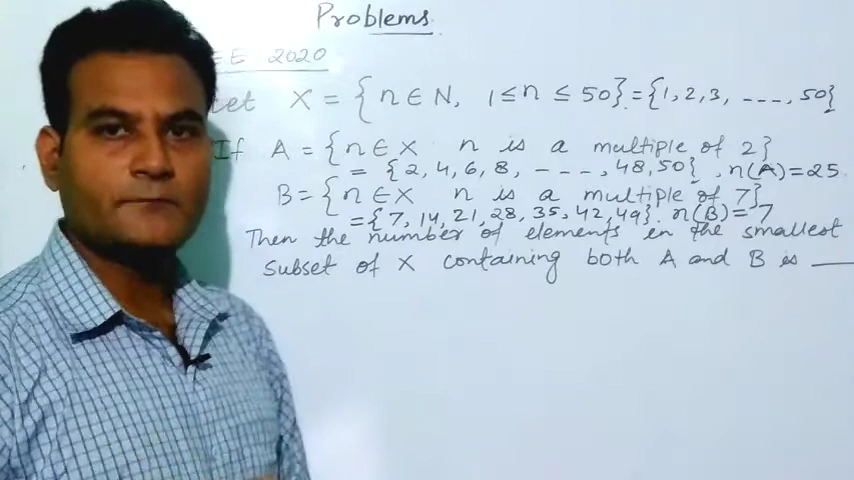 Problems
EE 2020
Let X = { n ∈ N, 1 ≤ n ≤ 50} = {1, 2, 3, ----, 50}
If A = {n ∈ X n is a multiple of 2}
= {2, 4, 6, 8, - - - -, 48, 50}, n(A) = 25.
B = {n ∈ X n is a multiple of 7}
= {7, 14, 21, 28, 35, 42, 49}. n(B) = 7
Then the number of elements in the smallest
subset of X containing both A and B is ___